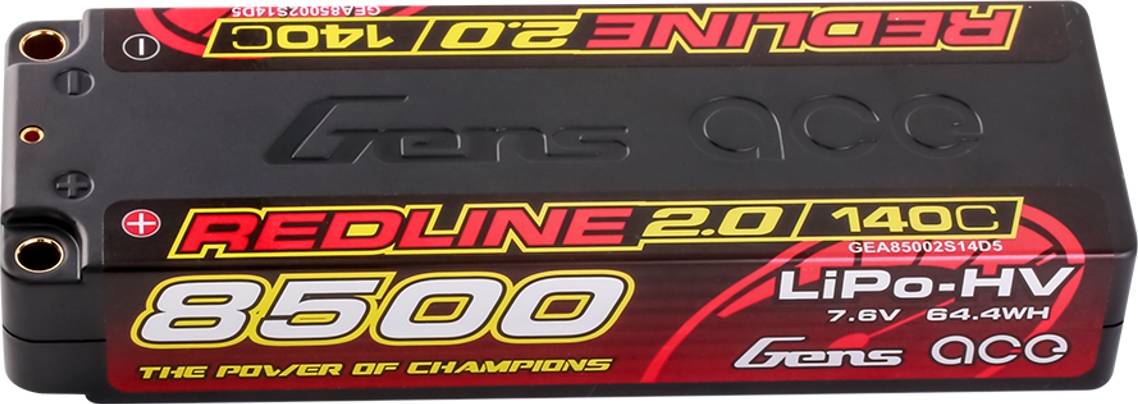 GEA85002S14D5
REDLINE 2.0 / 140C
Gens ace
REDLINE 2.0 / 140C
GEA85002S14D5
8500
LiPo-HV
7.6V 64.4WH
THE POWER OF CHAMPIONS
Gens ace